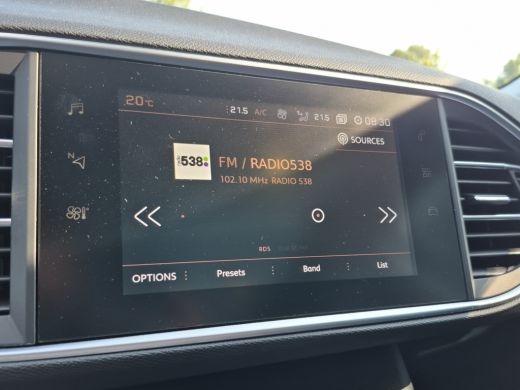 20°C 21.5 A/C 21.5 08:30
SOURCES
radio 538
FM / RADIO538
102.10 MHz RADIO 538
N
RDS
OPTIONS Presets Band List